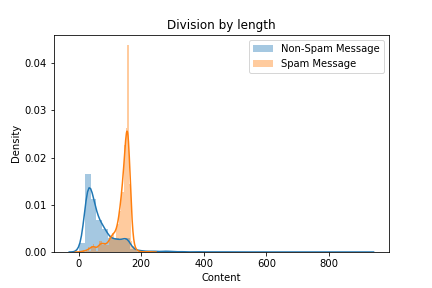 Division by length
Non-Spam Message
Spam Message
0.04
0.03
0.02
0.01
0.00
Density
0 200 400 600 800
Content